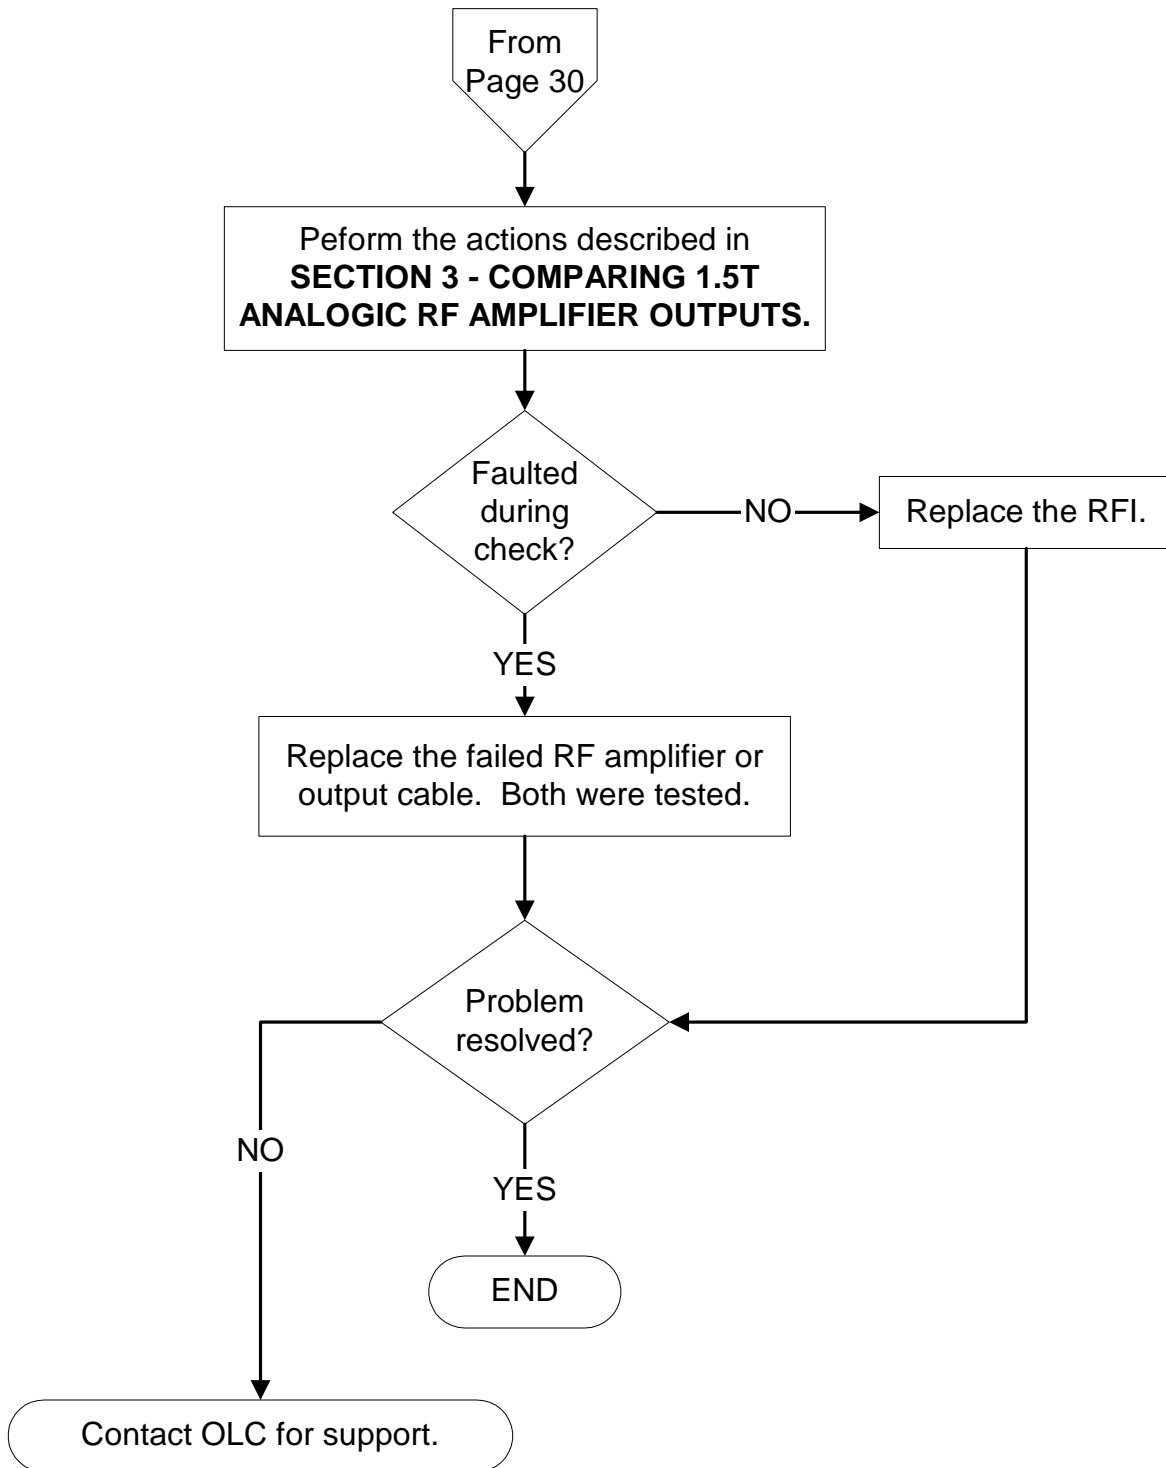 From
Page 30
Peform the actions described in
SECTION 3 - COMPARING 1.5T
ANALOGIC RF AMPLIFIER OUTPUTS.
Faulted
during
check?
NO
Replace the RFI.
YES
Replace the failed RF amplifier or
output cable.  Both were tested.
Problem
resolved?
NO
YES
END
Contact OLC for support.